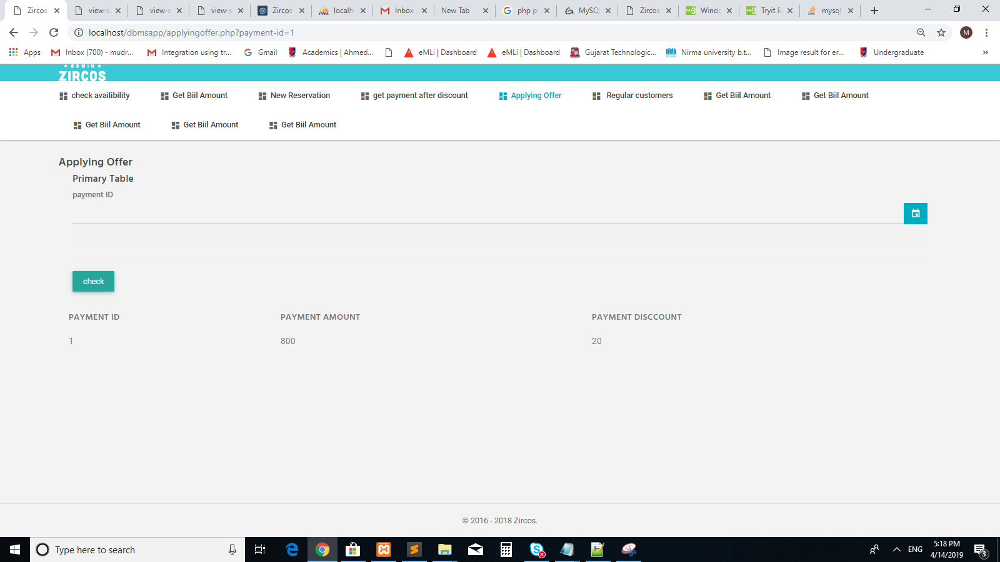 Zircos
view-s
view-s
view-s
Zircos
localh
Inbox
New Tab
php p
MySQ
Zircos
Windo
Tryit E
mysql
localhost/dbmsapp/applyingoffer.php?payment-id=1
M
Apps
Inbox (700) - mudr...
Integration using tr...
Gmail
Academics | Ahmed...
eMLi | Dashboard
eMLi | Dashboard
Gujarat Technologic...
Nirma university b.t...
Image result for er...
Undergraduate
»
ADMIN
ZIRCOS
check availibility
Get Biil Amount
New Reservation
get payment after discount
Applying Offer
Regular customers
Get Biil Amount
Get Biil Amount
Get Biil Amount
Get Biil Amount
Get Biil Amount
Applying Offer
Primary Table
payment ID
check
PAYMENT ID PAYMENT AMOUNT PAYMENT DISCCOUNT
1 800 20
© 2016 - 2018 Zircos.
Type here to search
ENG
5:18 PM
4/14/2019
3